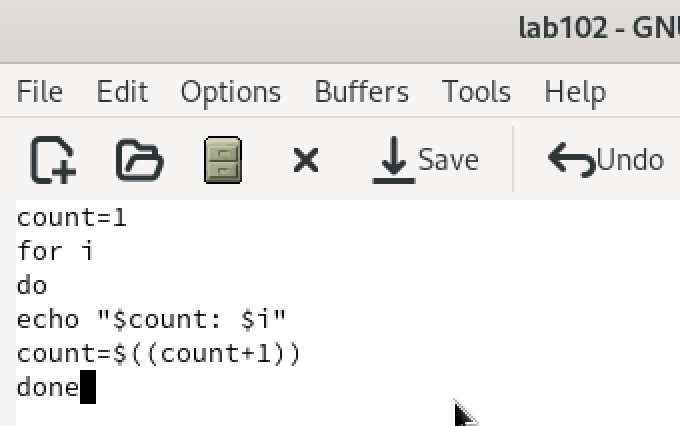 lab102 - GNU
File Edit Options Buffers Tools Help
Save Undo
count=1
for i
do
echo "$count: $i"
count=$((count+1))
done